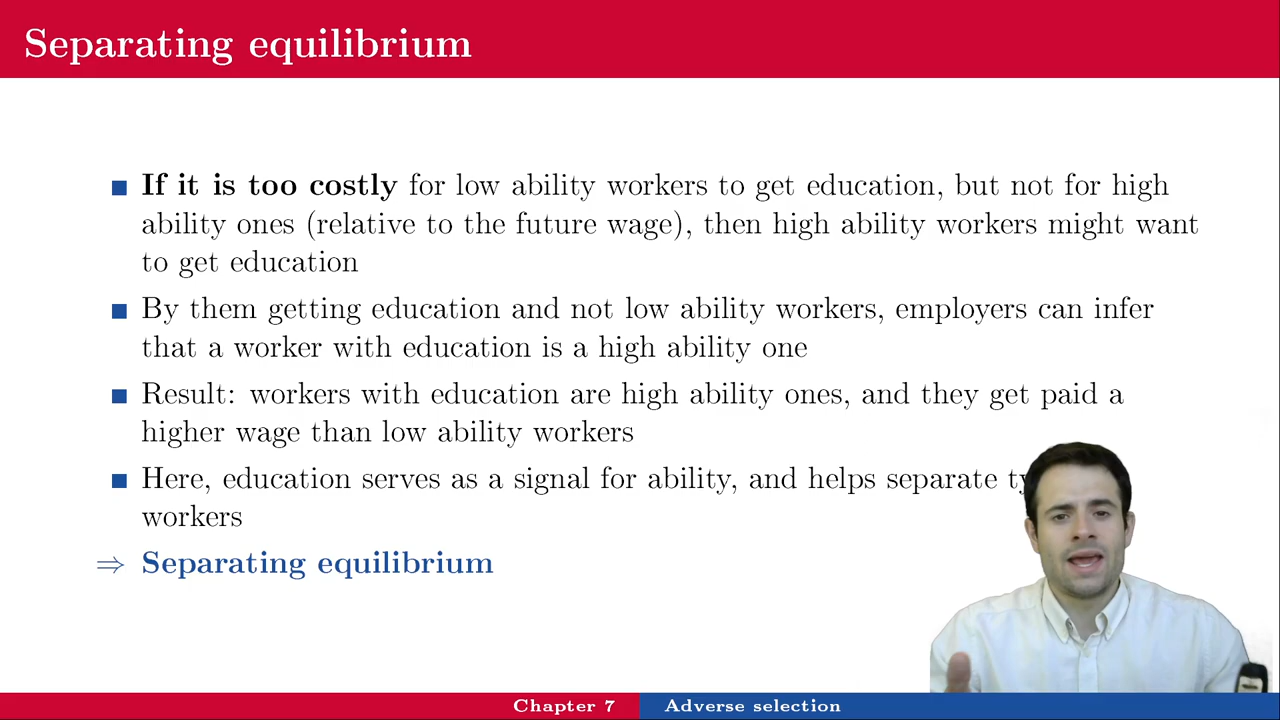 Separating equilibrium
If it is too costly for low ability workers to get education, but not for high
ability ones (relative to the future wage), then high ability workers might want
to get education
By them getting education and not low ability workers, employers can infer
that a worker with education is a high ability one
Result: workers with education are high ability ones, and they get paid a
higher wage than low ability workers
Here, education serves as a signal for ability, and helps separate
workers
⇒ Separating equilibrium
Chapter 7
Adverse selection